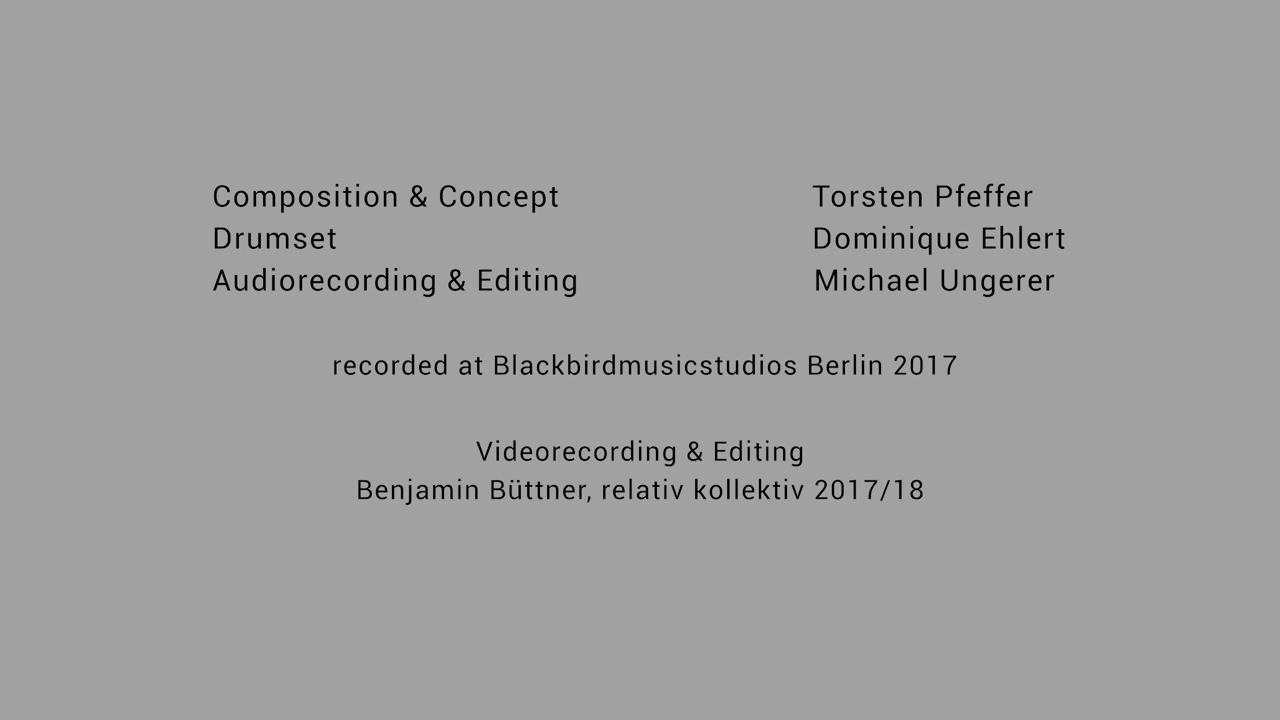 Composition & Concept Torsten Pfeffer
Drumset Dominique Ehlert
Audiorecording & Editing Michael Ungerer
recorded at Blackbirdmusicstudios Berlin 2017
Videorecording & Editing
Benjamin Büttner, relativ kollektiv 2017/18